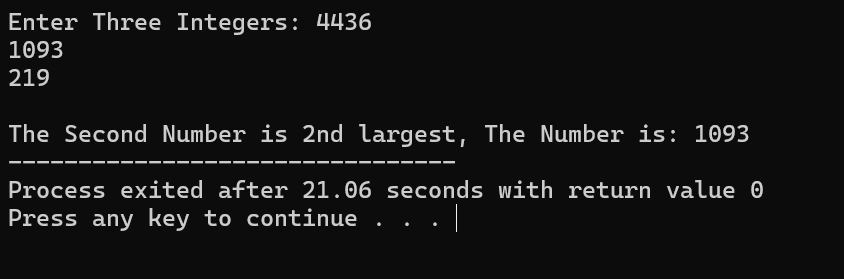 Enter Three Integers: 4436
1093
219
The Second Number is 2nd largest, The Number is: 1093
--------------------------------
Process exited after 21.06 seconds with return value 0
Press any key to continue . . .